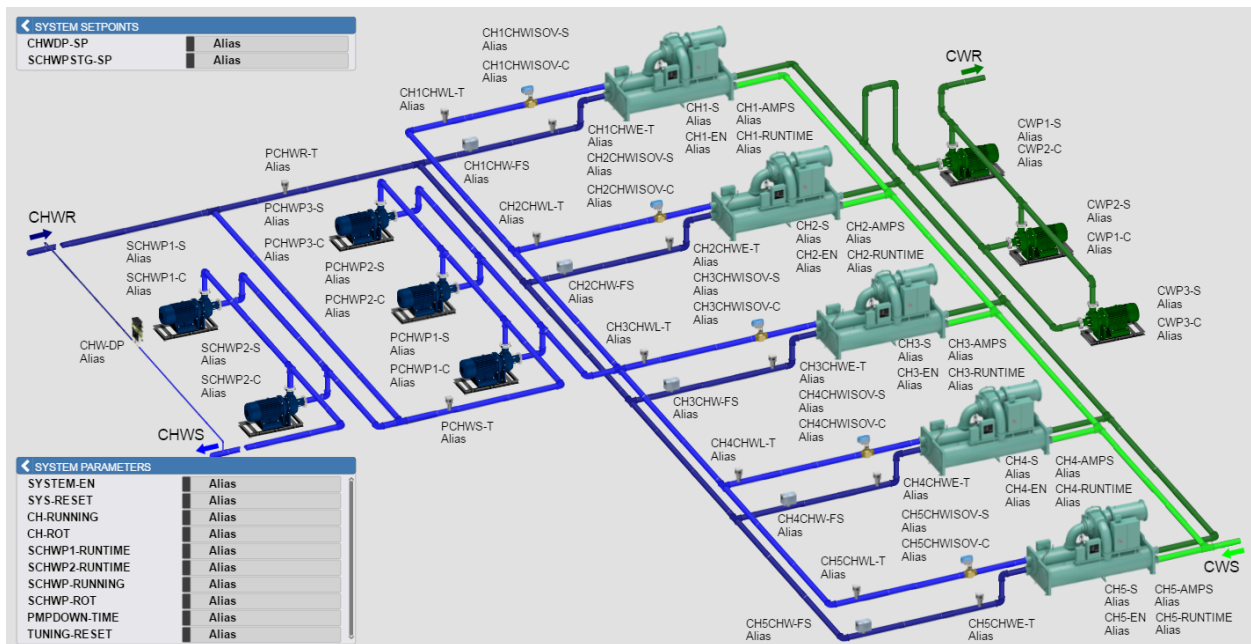 SYSTEM SETPOINTS
CHWDP-SP Alias
SCHWPSTG-SP Alias
CH1CHWISOV-S
Alias
CH1CHWISOV-C
Alias
CH1CHWL-T
Alias
CH1-S
Alias
CH1-EN
Alias
CH1-AMPS
Alias
CH1-RUNTIME
Alias
CH1CHWE-T
Alias
CH1CHW-FS
Alias
CWR
CWP1-S
Alias
CWP2-C
Alias
PCHWR-T
Alias
CH2CHWISOV-S
Alias
CH2CHWISOV-C
Alias
CH2CHWL-T
Alias
CH2-S
Alias
CH2-EN
Alias
CH2-AMPS
Alias
CH2-RUNTIME
Alias
CH2CHWE-T
Alias
CH2CHW-FS
Alias
CWP2-S
Alias
CWP1-C
Alias
CHWR
PCHWP3-S
Alias
PCHWP3-C
Alias
SCHWP1-S
Alias
SCHWP1-C
Alias
PCHWP2-S
Alias
PCHWP2-C
Alias
CH3CHWISOV-S
Alias
CH3CHWISOV-C
Alias
CH3CHWL-T
Alias
CH3-S
Alias
CH3-EN
Alias
CH3-AMPS
Alias
CH3-RUNTIME
Alias
CH3CHWE-T
Alias
CH3CHW-FS
Alias
CWP3-S
Alias
CWP3-C
Alias
CHW-DP
Alias
SCHWP2-S
Alias
SCHWP2-C
Alias
PCHWP1-S
Alias
PCHWP1-C
Alias
PCHWS-T
Alias
CHWS
CH4CHWISOV-S
Alias
CH4CHWISOV-C
Alias
CH4CHWL-T
Alias
CH4-S
Alias
CH4-EN
Alias
CH4-AMPS
Alias
CH4-RUNTIME
Alias
CH4CHWE-T
Alias
CH4CHW-FS
Alias
CH5CHWISOV-S
Alias
CH5CHWISOV-C
Alias
CH5CHWL-T
Alias
CWS
CH5-S
Alias
CH5-EN
Alias
CH5-AMPS
Alias
CH5-RUNTIME
Alias
CH5CHWE-T
Alias
CH5CHW-FS
Alias
SYSTEM PARAMETERS
SYSTEM-EN Alias
SYS-RESET Alias
CH-RUNNING Alias
CH-ROT Alias
SCHWP1-RUNTIME Alias
SCHWP2-RUNTIME Alias
SCHWP-RUNNING Alias
SCHWP-ROT Alias
PMPDOWN-TIME Alias
TUNING-RESET Alias